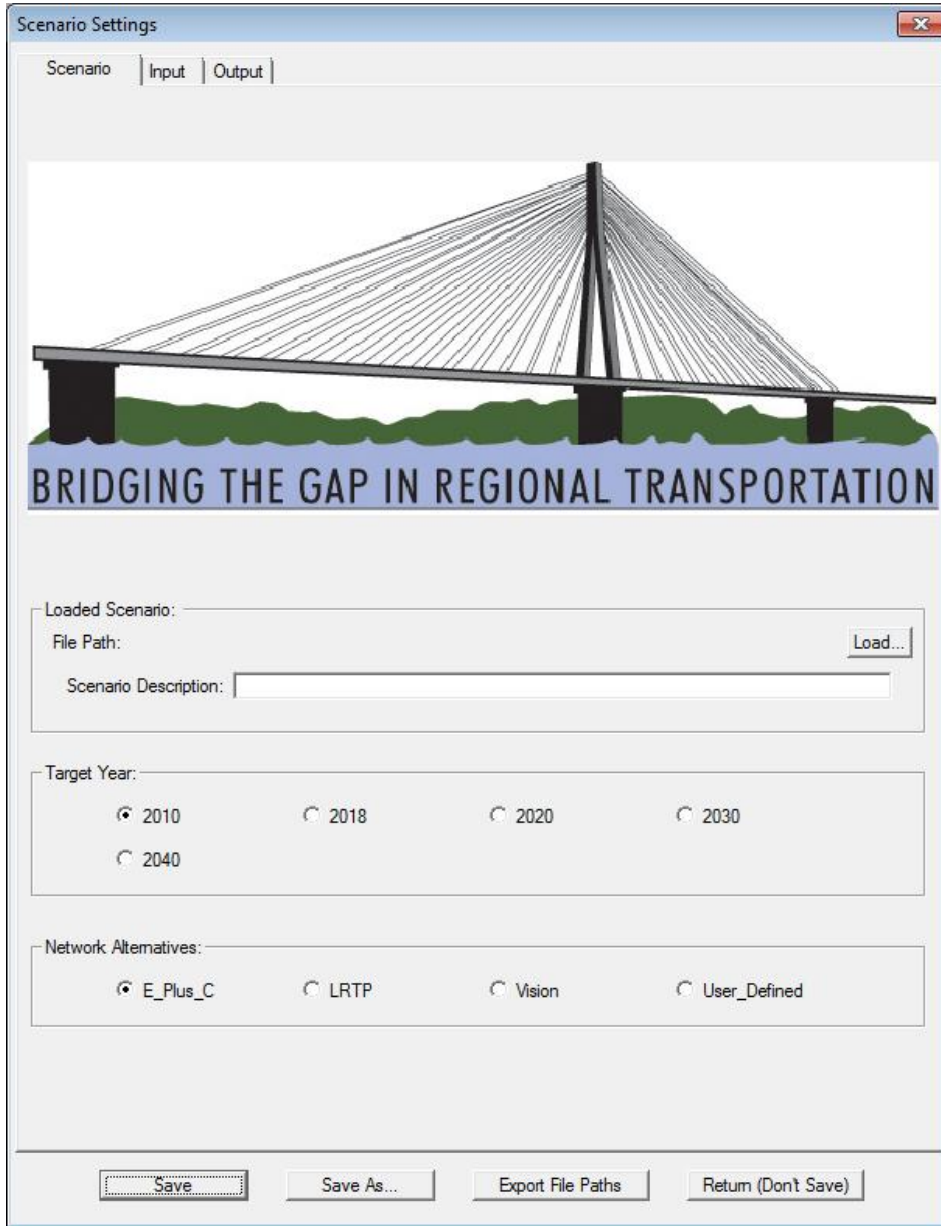 Scenario Settings
Scenario Input Output
BRIDGING THE GAP IN REGIONAL TRANSPORTATION
Loaded Scenario:
File Path: Load...
Scenario Description:
Target Year:
2010 2018 2020 2030
2040
Network Alternatives:
E_Plus_C LRTP Vision User_Defined
Save Save As... Export File Paths Return (Don't Save)